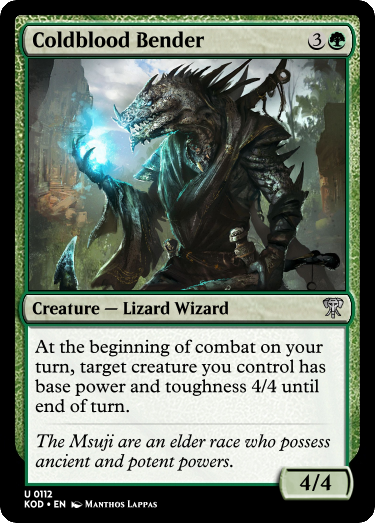 Coldblood Bender 3
Creature — Lizard Wizard
At the beginning of combat on your
turn, target creature you control has
base power and toughness 4/4 until
end of turn.
The Msuji are an elder race who possess
ancient and potent powers.
4/4
U 0112
KOD • EN Manthos Lappas